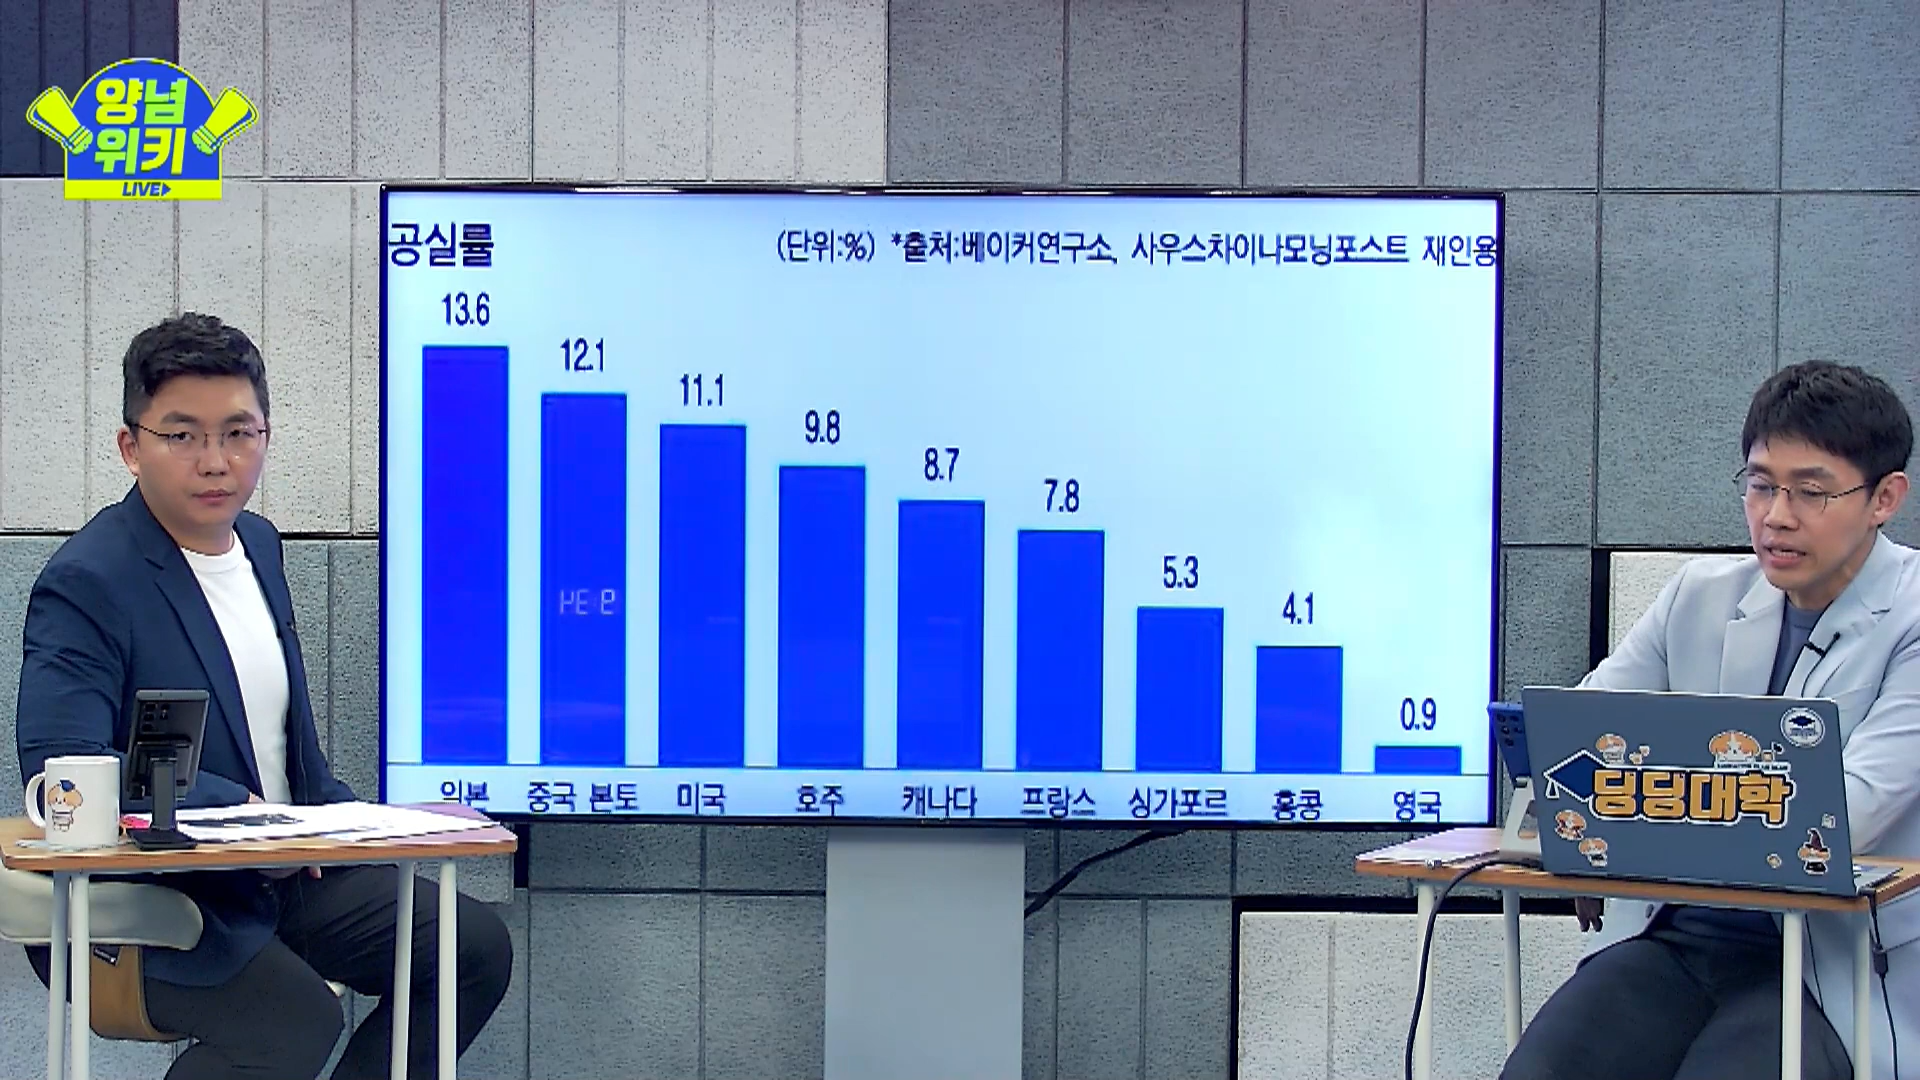 양념
위키
LIVE
공실률
(단위:%) *출처:베이커연구소, 사우스차이나모닝포스트 재인용
13.6
12.1
11.1
9.8
8.7
7.8
5.3
4.1
0.9
일본
중국 본토
미국
호주
캐나다
프랑스
싱가포르
홍콩
영국
딩딩대학